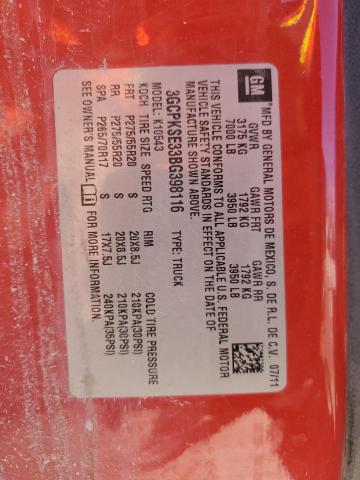 GM
MFD BY GENERAL MOTORS DE MEXICO, S. DE R.L. DE C.V. 07/11
GVWR GAWR FRT GAWR RR
3175 KG 1792 KG 1792 KG
7000 LB 3950 LB 3950 LB
THIS VEHICLE CONFORMS TO ALL APPLICABLE U.S. FEDERAL MOTOR
VEHICLE SAFETY STANDARDS IN EFFECT ON THE DATE OF
MANUFACTURE SHOWN ABOVE.
3GCPKSE33BG398116 TYPE: TRUCK
MODEL: K10543
KOCH TIRE SIZE SPEED RTG RIM COLD TIRE PRESSURE
FRT P275/55R20 S 20X8.5J 210KPA(30PSI)
RR P275/55R20 S 20X8.5J 210KPA(30PSI)
SPA P265/70R17 S 17X7.5J 240KPA(35PSI)
SEE OWNER'S MANUAL i FOR